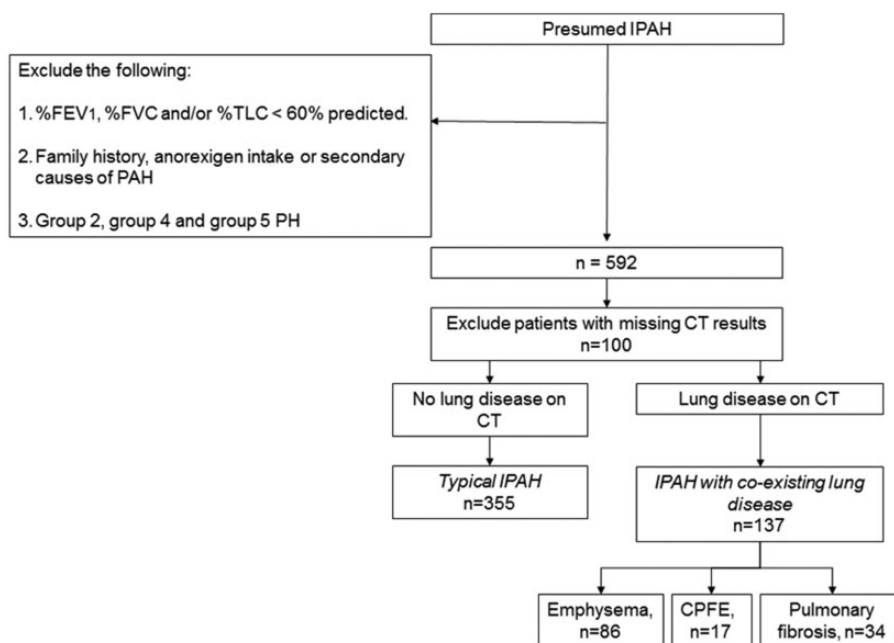 Presumed IPAH
Exclude the following:
1. %FEV1, %FVC and/or %TLC < 60% predicted.
2. Family history, anorexigen intake or secondary
causes of PAH
3. Group 2, group 4 and group 5 PH
n = 592
Exclude patients with missing CT results
n=100
No lung disease on
CT
Lung disease on CT
Typical IPAH
n=355
IPAH with co-existing lung
disease
n=137
Emphysema,
n=86
CPFE,
n=17
Pulmonary
fibrosis, n=34